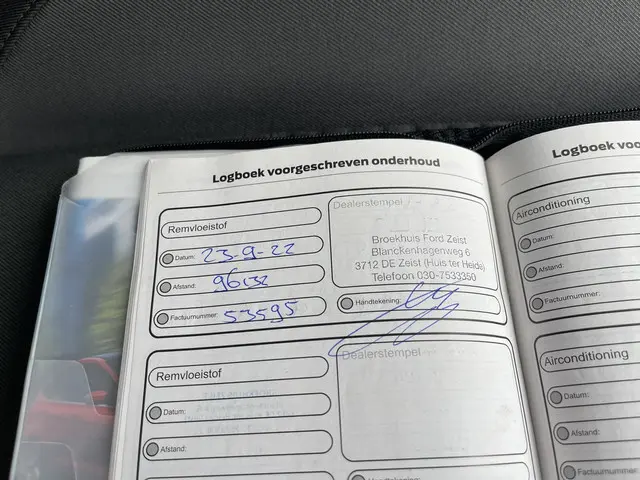 Logboek voorgeschreven onderhoud
Remvloeistof
Datum: 23-9-22
Afstand: 96132
Factuurnummer: 53595
Dealerstempel
Broekhuis Ford Zeist
Blanckenhagenweg 6
3712 DE Zeist (Huis ter Heide)
Telefoon 030-7533350
Handtekening:
Remvloeistof
Datum:
Afstand:
Dealerstempel
Handtekening:
Logboek voo
Airconditioning
Datum:
Afstand:
Factuurnummer:
Airconditioning
Datum:
Afstand:
Factuurnummer: